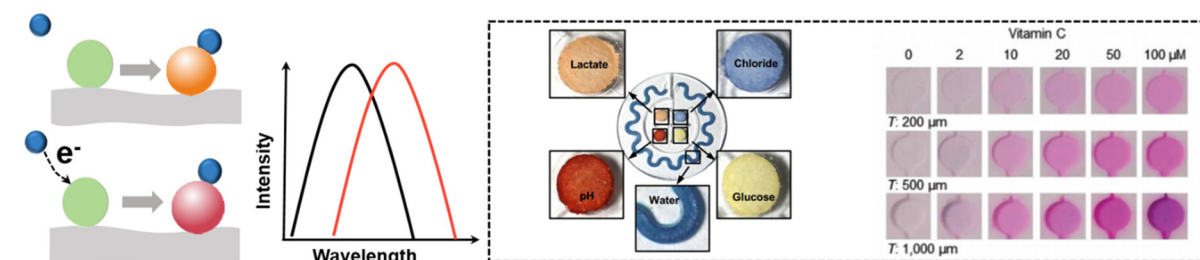 e-
Intensity
Wavelength
Lactate
Chloride
pH
Water
Glucose
Vitamin C
0 2 10 20 50 100 µM
T: 200 µm
T: 500 µm
T: 1,000 µm